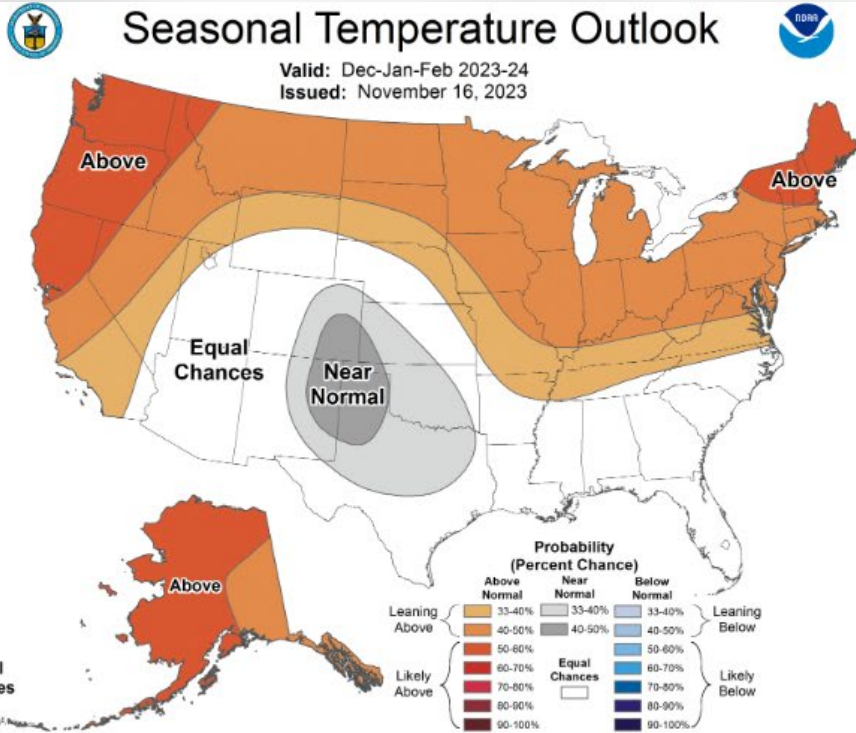 Seasonal Temperature Outlook
NOAA
Valid: Dec-Jan-Feb 2023-24
Issued: November 16, 2023
Above
Above
Equal
Chances
Near
Normal
Above
Probability
(Percent Chance)
Above
Normal
Near
Normal
Below
Normal
Leaning
Above
33-40%
33-40%
33-40%
Leaning
Below
40-50%
40-50%
40-50%
50-60%
50-60%
Likely
Above
60-70%
Equal
Chances
60-70%
Likely
Below
70-80%
70-80%
80-90%
80-90%
90-100%
90-100%
l
es